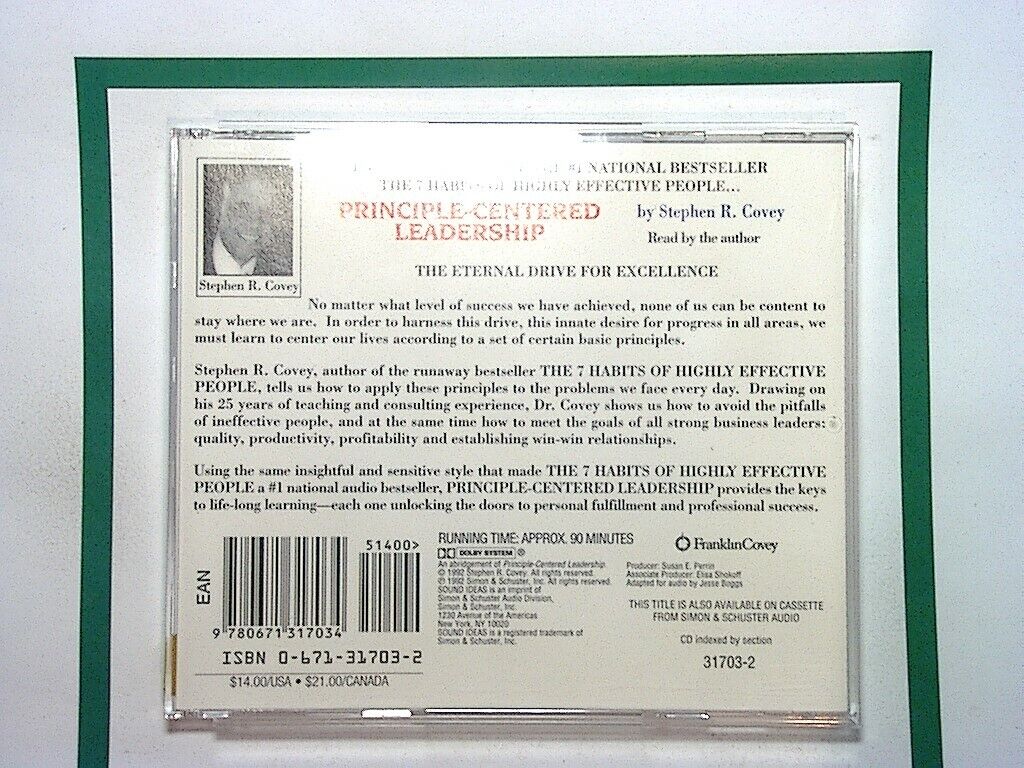 NATIONAL BESTSELLER
THE 7 HABITS OF HIGHLY EFFECTIVE PEOPLE...
PRINCIPLE-CENTERED
LEADERSHIP
by Stephen R. Covey
Read by the author
Stephen R. Covey
THE ETERNAL DRIVE FOR EXCELLENCE
No matter what level of success we have achieved, none of us can be content to
stay where we are. In order to harness this drive, this innate desire for progress in all areas, we
must learn to center our lives according to a set of certain basic principles.
Stephen R. Covey, author of the runaway bestseller THE 7 HABITS OF HIGHLY EFFECTIVE
PEOPLE, tells us how to apply these principles to the problems we face every day. Drawing on
his 25 years of teaching and consulting experience, Dr. Covey shows us how to avoid the pitfalls
of ineffective people, and at the same time how to meet the goals of all strong business leaders:
quality, productivity, profitability and establishing win-win relationships.
Using the same insightful and sensitive style that made THE 7 HABITS OF HIGHLY EFFECTIVE
PEOPLE a #1 national audio bestseller, PRINCIPLE-CENTERED LEADERSHIP provides the keys
to life-long learning—each one unlocking the doors to personal fulfillment and professional success.
EAN
51400>
9 780671 317034
ISBN 0-671-31703-2
$14.00/USA • $21.00/CANADA
RUNNING TIME: APPROX. 90 MINUTES
DOLBY SYSTEM ®
An abridgement of Principle-Centered Leadership.
© 1992 Stephen R. Covey. All rights reserved.
℗ 1992 Simon & Schuster, Inc. All rights reserved.
SOUND IDEAS is an imprint of
Simon & Schuster Audio Division,
Simon & Schuster, Inc.
1230 Avenue of the Americas
New York, NY 10020
SOUND IDEAS is a registered trademark of
Simon & Schuster, Inc.
FranklinCovey
Producer: Susan E. Perrin
Associate Producer: Elisa Shokoff
Adapted for audio by Jesse Boggs
THIS TITLE IS ALSO AVAILABLE ON CASSETTE
FROM SIMON & SCHUSTER AUDIO
CD indexed by section
31703-2